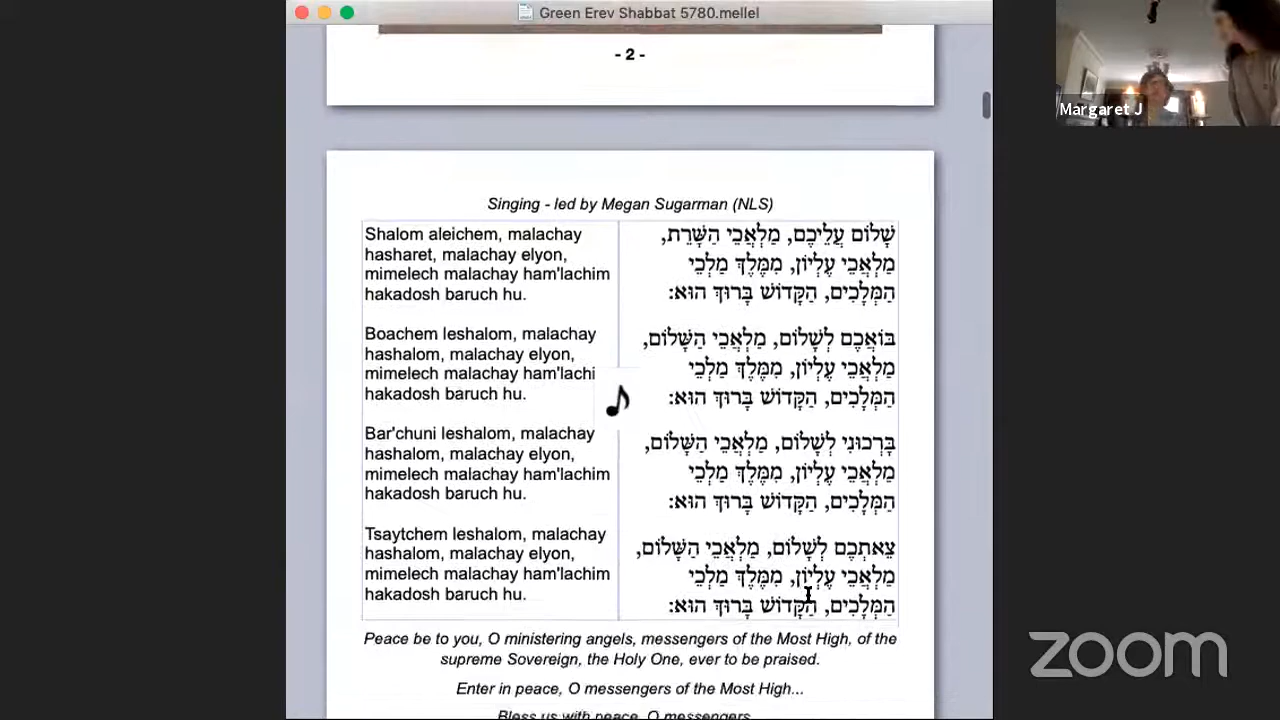 Green Erev Shabbat 5780.mellel
- 2 -
Margaret J
Singing - led by Megan Sugarman (NLS)
Shalom aleichem, malachay
hasharet, malachay elyon,
mimelech malachay ham'lachim
hakadosh baruch hu.
Boachem leshalom, malachay
hashalom, malachay elyon,
mimelech malachay ham'lachi
hakadosh baruch hu.
Bar'chuni leshalom, malachay
hashalom, malachay elyon,
mimelech malachay ham'lachim
hakadosh baruch hu.
Tsaytchem leshalom, malachay
hashalom, malachay elyon,
mimelech malachay ham'lachim
hakadosh baruch hu.
שָׁלוֹם עֲלֵיכֶם, מַלְאֲכֵי הַשָּׁרֵת,
מַלְאֲכֵי עֶלְיוֹן, מִמֶּלֶךְ מַלְכֵי
הַמְּלָכִים, הַקָּדוֹשׁ בָּרוּךְ הוּא:
בּוֹאֲכֶם לְשָׁלוֹם, מַלְאֲכֵי הַשָּׁלוֹם,
מַלְאֲכֵי עֶלְיוֹן, מִמֶּלֶךְ מַלְכֵי
הַמְּלָכִים, הַקָּדוֹשׁ בָּרוּךְ הוּא:
בָּרְכוּנִי לְשָׁלוֹם, מַלְאֲכֵי הַשָּׁלוֹם,
מַלְאֲכֵי עֶלְיוֹן, מִמֶּלֶךְ מַלְכֵי
הַמְּלָכִים, הַקָּדוֹשׁ בָּרוּךְ הוּא:
צֵאתְכֶם לְשָׁלוֹם, מַלְאֲכֵי הַשָּׁלוֹם,
מַלְאֲכֵי עֶלְיוֹן, מִמֶּלֶךְ מַלְכֵי
הַמְּלָכִים, הַקָּדוֹשׁ בָּרוּךְ הוּא:
Peace be to you, O ministering angels, messengers of the Most High, of the
supreme Sovereign, the Holy One, ever to be praised.
Enter in peace, O messengers of the Most High...
Bless us with peace, O messengers
zoom